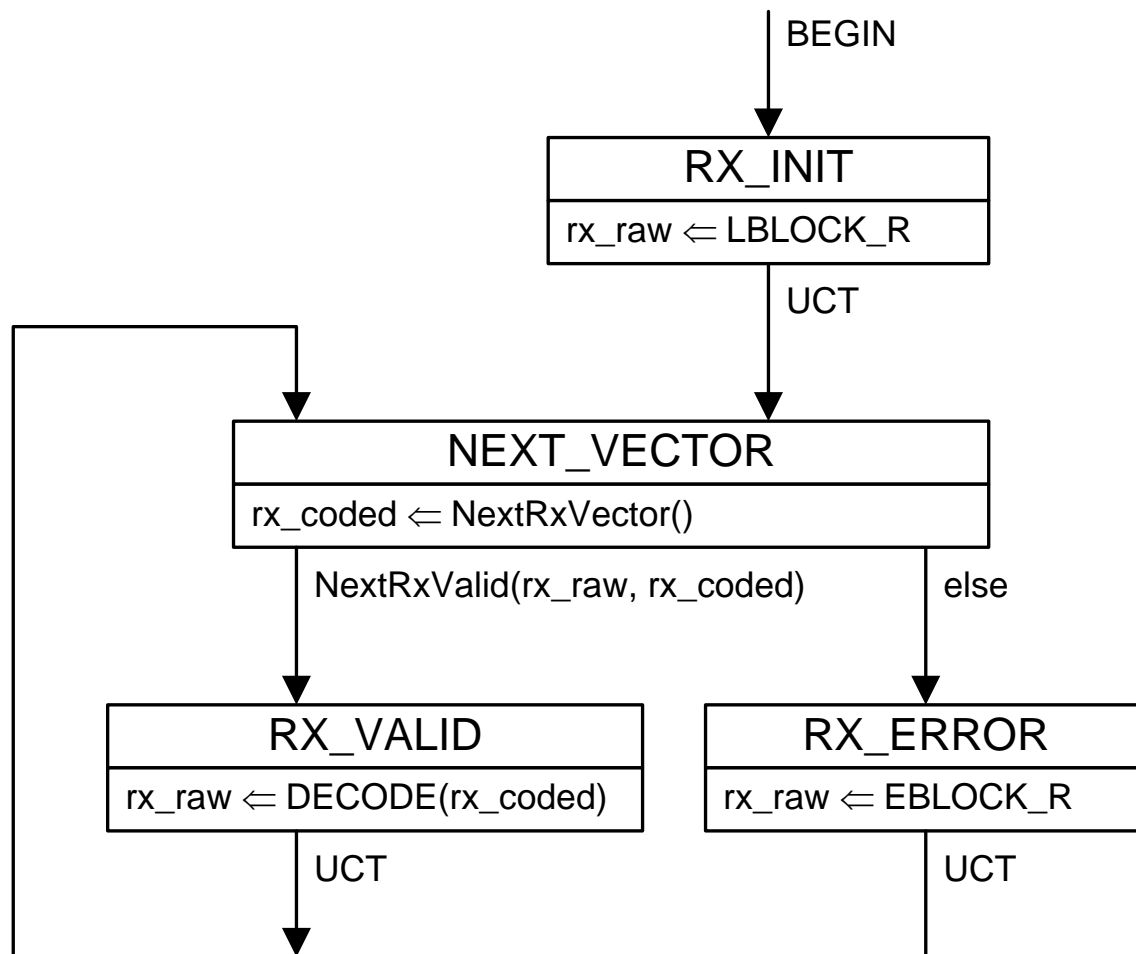 BEGIN
RX_INIT
rx_raw ⇐ LBLOCK_R
UCT
NEXT_VECTOR
rx_coded ⇐ NextRxVector()
NextRxValid(rx_raw, rx_coded)
else
RX_VALID
rx_raw ⇐ DECODE(rx_coded)
UCT
RX_ERROR
rx_raw ⇐ EBLOCK_R
UCT